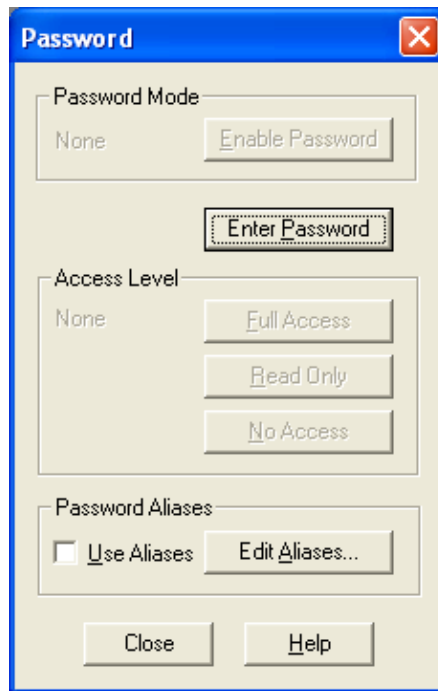 Password
Password Mode
None Enable Password
Enter Password
Access Level
None Full Access
Read Only
No Access
Password Aliases
Use Aliases Edit Aliases...
Close Help